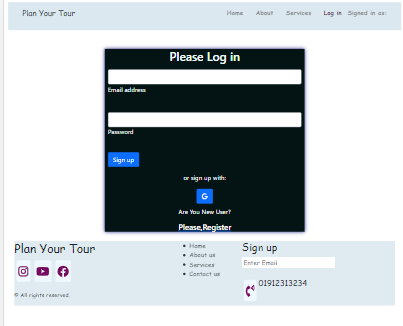 Plan Your Tour
Home About Services Log in Signed in as:
Please Log in
Email address
Password
Sign up
or sign up with:
G
Are You New User?
Please,Register
Plan Your Tour
© All rights reserved.
Home
About us
Services
Contact us
Sign up
Enter Email
01912313234